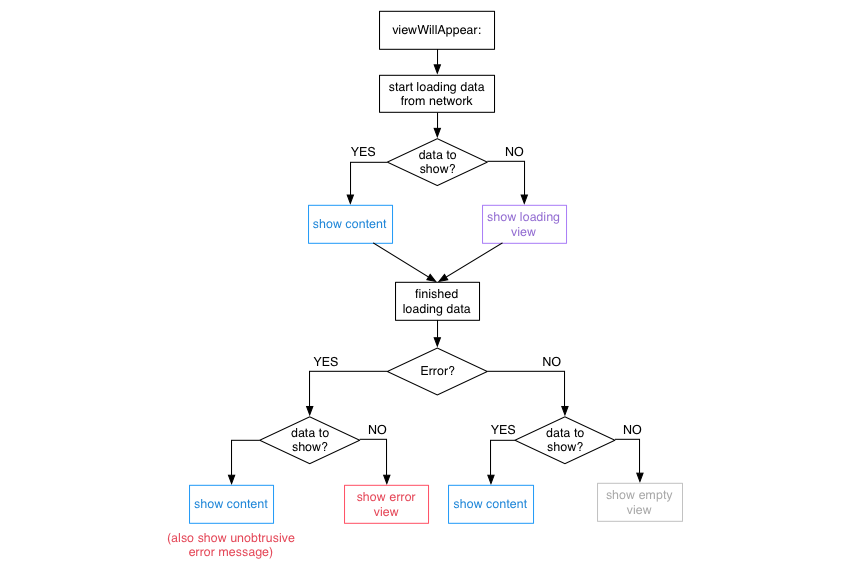 viewWillAppear:
start loading data
from network
YES
NO
data to
show?
show content
show loading
view
finished
loading data
YES
NO
Error?
NO
YES
NO
data to
show?
data to
show?
show content
show error
view
show content
show empty
view
(also show unobtrusive
error message)